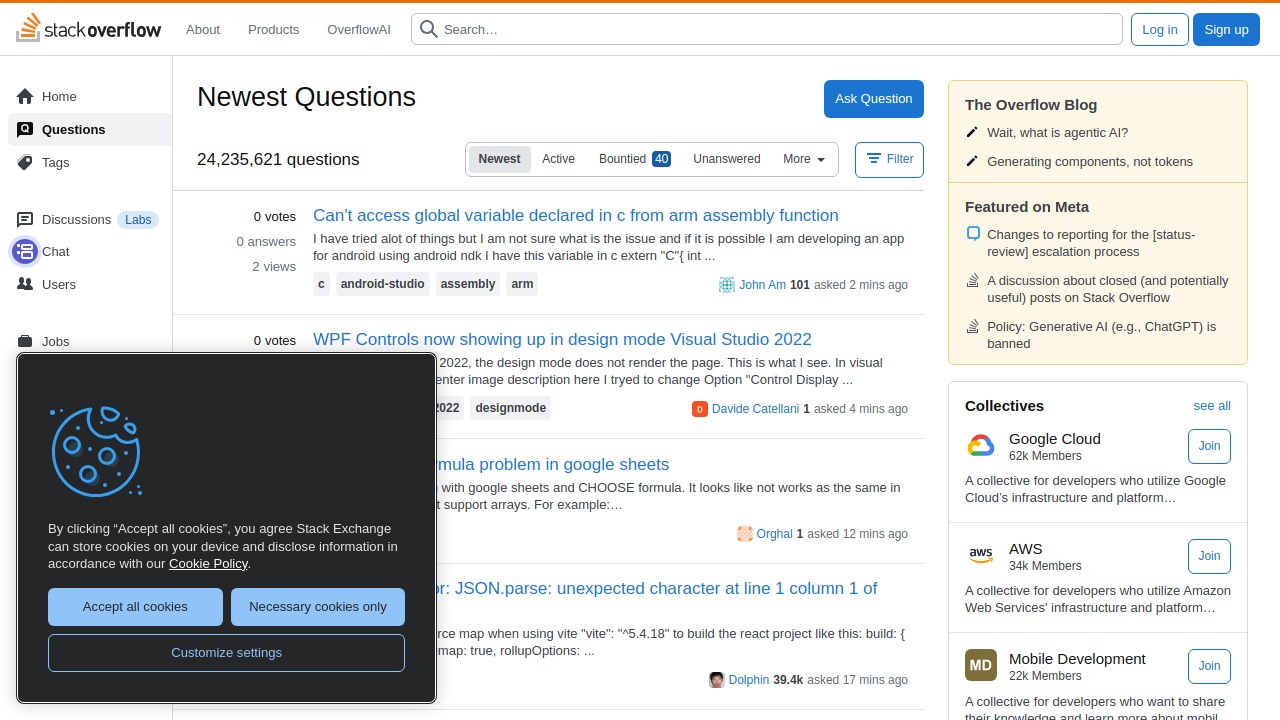 stack overflow
About
Products
OverflowAI
Search…
Log in
Sign up
Home
Questions
Tags
Discussions
Labs
Chat
Users
Jobs
Newest Questions
Ask Question
24,235,621 questions
Newest
Active
Bountied 40
Unanswered
More
Filter
0 votes
0 answers
2 views
Can't access global variable declared in c from arm assembly function
I have tried alot of things but I am not sure what is the issue and if it is possible I am developing an app
for android using android ndk I have this variable in c extern "C"{ int ...
c
android-studio
assembly
arm
John Am 101 asked 2 mins ago
0 votes
WPF Controls now showing up in design mode Visual Studio 2022
2022, the design mode does not render the page. This is what I see. In visual
enter image description here I tryed to change Option "Control Display ...
2022
designmode
Davide Catellani 1 asked 4 mins ago
problem in google sheets
with google sheets and CHOOSE formula. It looks like not works as the same in
support arrays. For example:…
Orghal 1 asked 12 mins ago
JSON.parse: unexpected character at line 1 column 1 of
map when using vite "vite": "^5.4.18" to build the react project like this: build: {
map: true, rollupOptions: ...
Dolphin 39.4k asked 17 mins ago
By clicking “Accept all cookies”, you agree Stack Exchange
can store cookies on your device and disclose information in
accordance with our Cookie Policy.
Accept all cookies
Necessary cookies only
Customize settings
The Overflow Blog
Wait, what is agentic AI?
Generating components, not tokens
Featured on Meta
Changes to reporting for the [status-
review] escalation process
A discussion about closed (and potentially
useful) posts on Stack Overflow
Policy: Generative AI (e.g., ChatGPT) is
banned
Collectives
see all
Google Cloud
62k Members
Join
A collective for developers who utilize Google
Cloud’s infrastructure and platform…
aws
AWS
34k Members
Join
A collective for developers who utilize Amazon
Web Services' infrastructure and platform…
MD
Mobile Development
22k Members
Join
A collective for developers who want to share
their knowledge and learn more about mobil